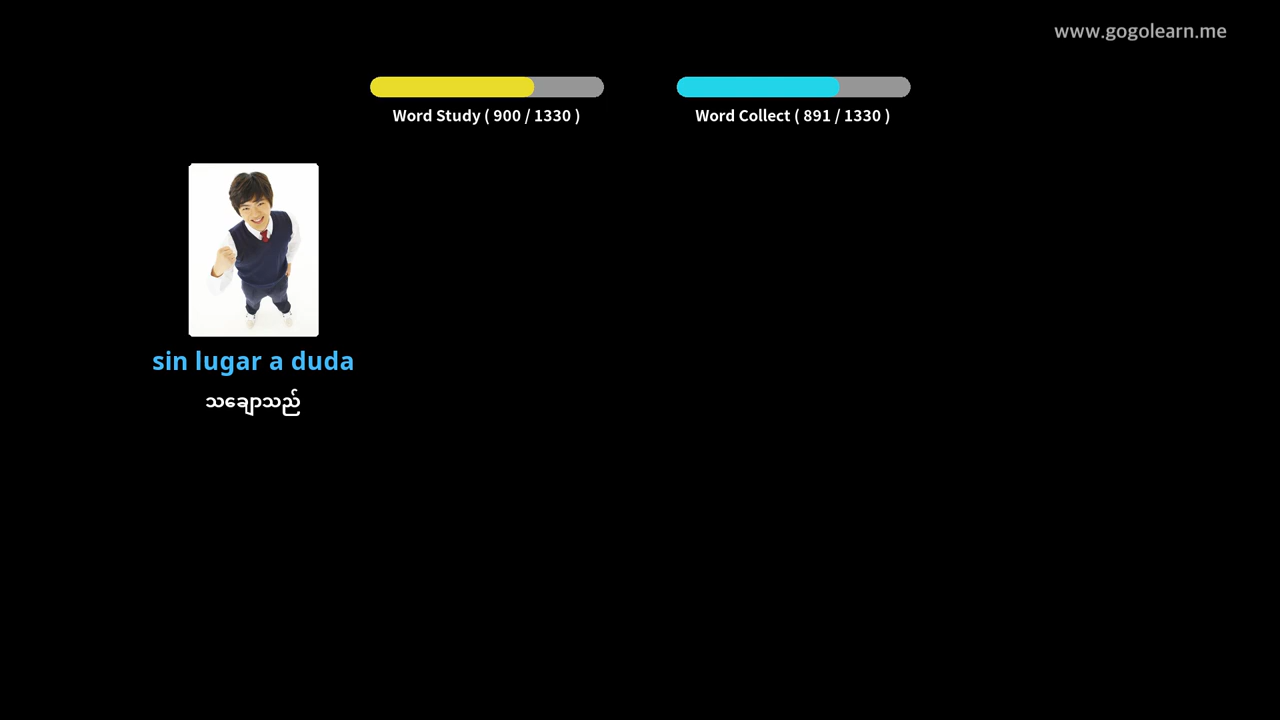 www.gogolearn.me
Word Study ( 900 / 1330 )
Word Collect ( 891 / 1330 )
sin lugar a duda
သချောသည်